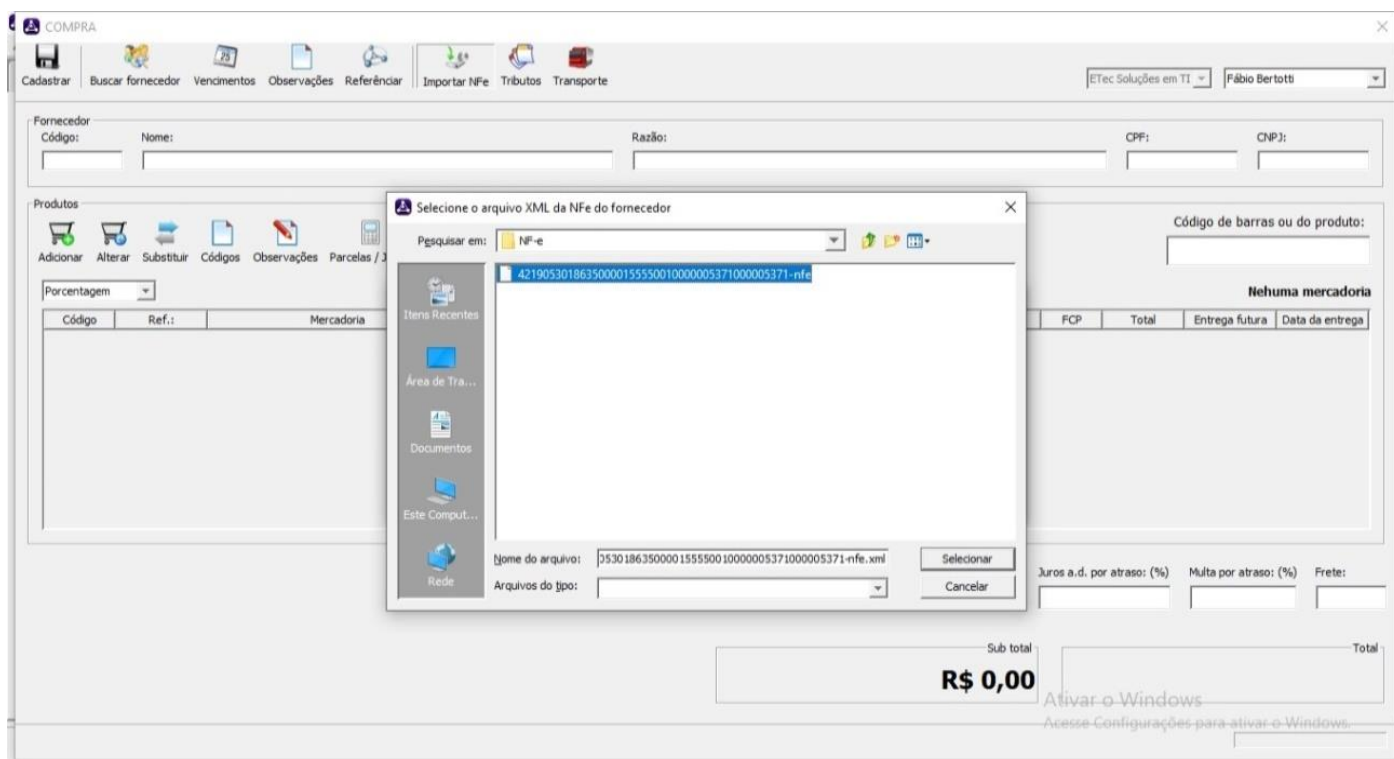 COMPRA
Cadastrar Buscar fornecedor Vencimentos Observações Referênciar Importar NFe Tributos Transporte
ETec Soluções em TI Fábio Bertotti
Fornecedor
Código: Nome: Razão: CPF: CNPJ:
Produtos
Selecione o arquivo XML da NFe do fornecedor
Adicionar Alterar Substituir Códigos Observações Parcelas / J
Código de barras ou do produto:
Pesquisar em: NF-e
Porcentagem
Nehuma mercadoria
Código Ref.: Mercadoria FCP Total Entrega futura Data da entrega
Itens Recentes
Área de Tra...
Documentos
Este Comput...
Rede
Nome do arquivo: Selecionar
Arquivos do tipo: Cancelar
Juros a.d. por atraso: (%) Multa por atraso: (%) Frete:
Sub total Total
R$ 0,00
Ativar o Windows
Acesse Configurações para ativar o Windows.